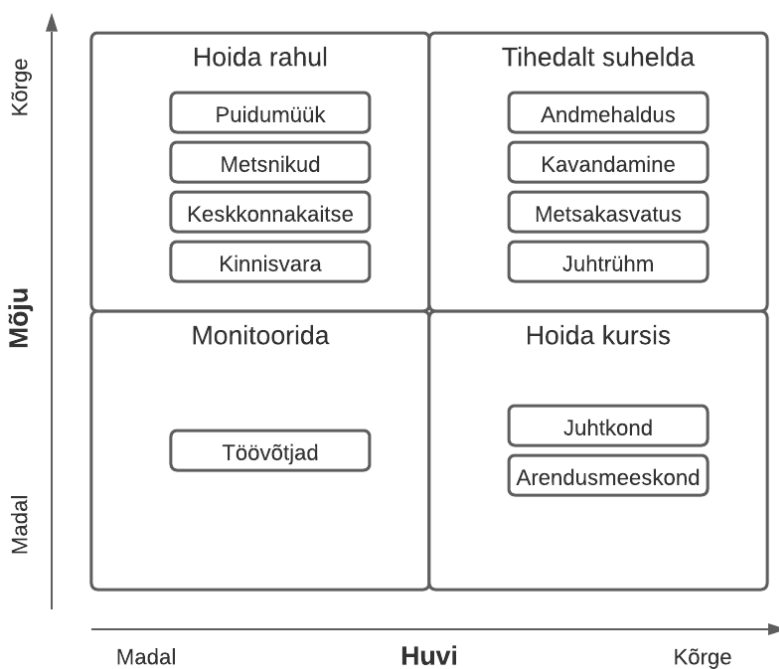 Kõrge
Mõju
Madal
Hoida rahul
Puidumüük
Metsnikud
Keskkonnakaitse
Kinnisvara
Tihedalt suhelda
Andmehaldus
Kavandamine
Metsakasvatus
Juhtrühm
Monitoorida
Töövõtjad
Hoida kursis
Juhtkond
Arendusmeeskond
Madal
Huvi
Kõrge